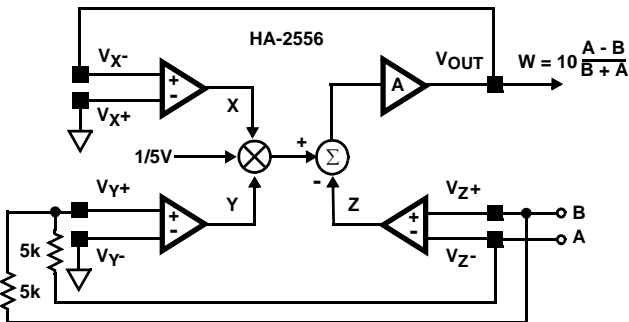 HA-2556
VX-
+
-
VX+
X
A
VOUT
W = 10 A - B
B + A
1/5V
+
Σ
-
VY+
+
-
Y
Z
+
-
VZ+
B
A
VY-
VZ-
5k
5k